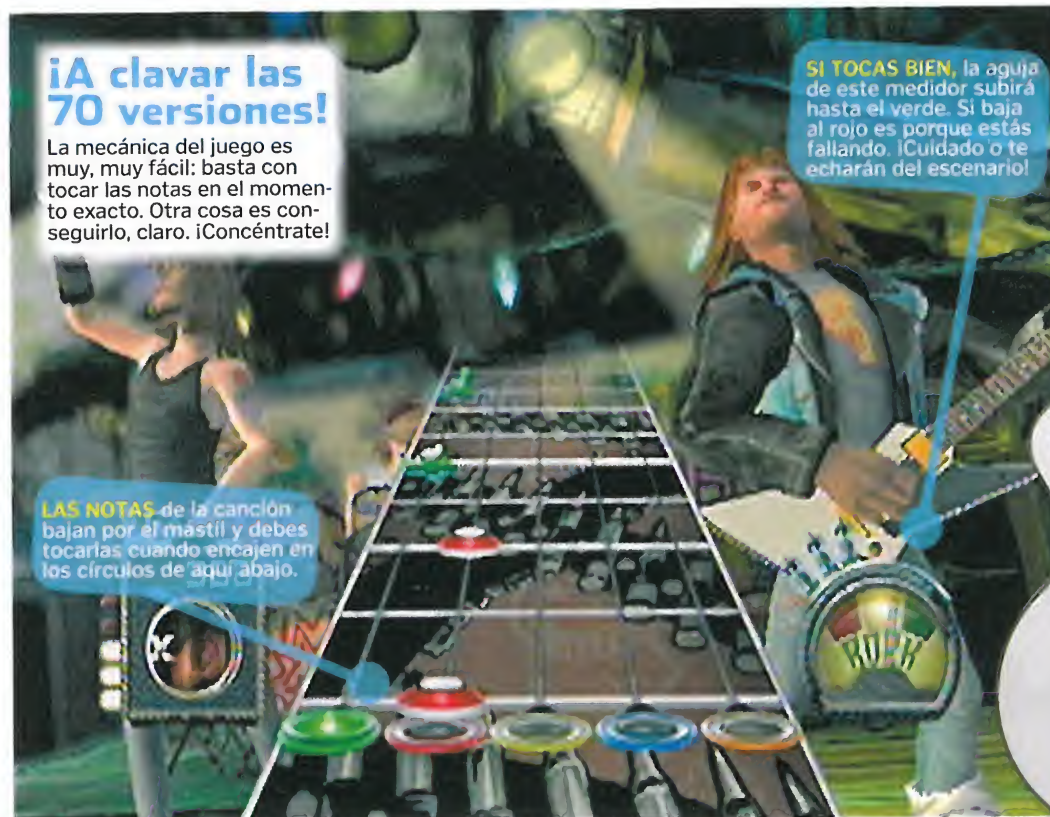 ¡A clavar las
70 versiones!
La mecánica del juego es
muy, muy fácil: basta con
tocar las notas en el momen-
to exacto. Otra cosa es con-
seguirlo, claro. ¡Concéntrate!
SI TOCAS BIEN, la aguja
de este medidor subirá
hasta el verde. Si baja
al rojo es porque estás
fallando. ¡Cuidado o te
echarán del escenario!
LAS NOTAS de la canción
bajan por el mástil y debes
tocarlas cuando encajen en
los círculos de aquí abajo.
X
ROCK